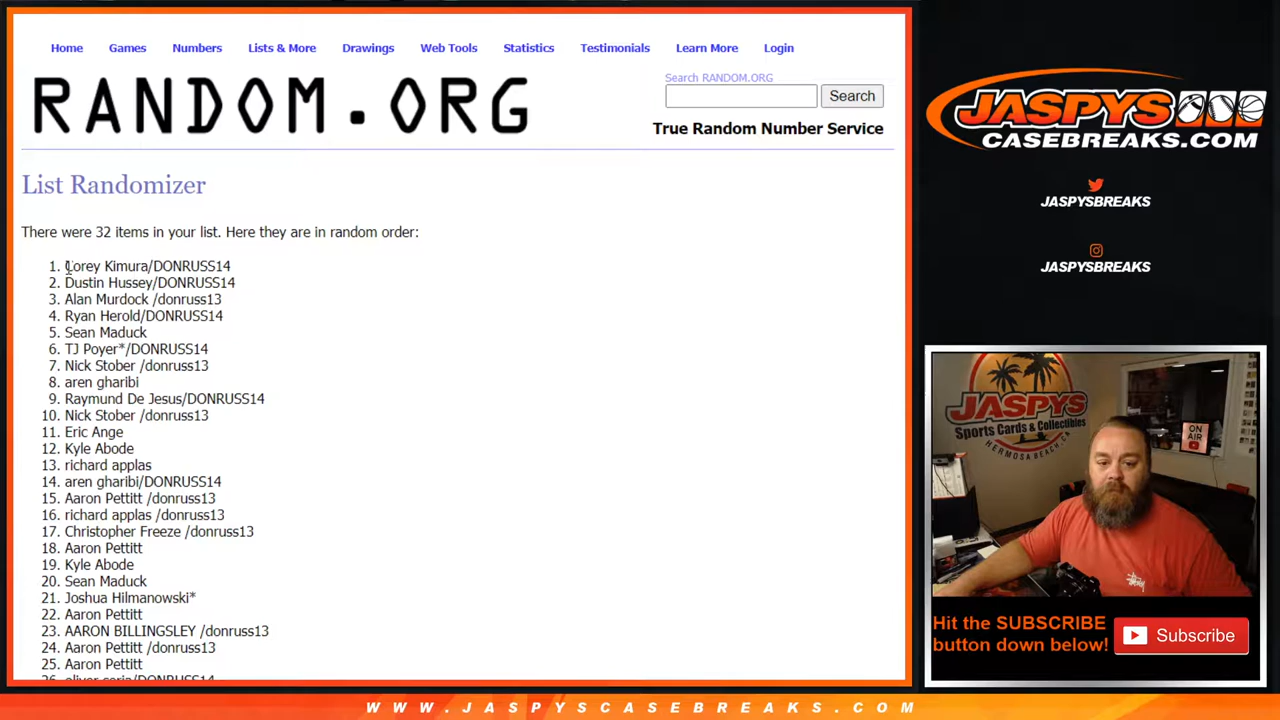 Home Games Numbers Lists & More Drawings Web Tools Statistics Testimonials Learn More Login
RANDOM.ORG
Search RANDOM.ORG
Search
True Random Number Service
List Randomizer
There were 32 items in your list. Here they are in random order:
1. Corey Kimura/DONRUSS14
2. Dustin Hussey/DONRUSS14
3. Alan Murdock /donruss13
4. Ryan Herold/DONRUSS14
5. Sean Maduck
6. TJ Poyer*/DONRUSS14
7. Nick Stober /donruss13
8. aren gharibi
9. Raymund De Jesus/DONRUSS14
10. Nick Stober /donruss13
11. Eric Ange
12. Kyle Abode
13. richard applas
14. aren gharibi/DONRUSS14
15. Aaron Pettitt /donruss13
16. richard applas /donruss13
17. Christopher Freeze /donruss13
18. Aaron Pettitt
19. Kyle Abode
20. Sean Maduck
21. Joshua Hilmanowski*
22. Aaron Pettitt
23. AARON BILLINGSLEY /donruss13
24. Aaron Pettitt /donruss13
25. Aaron Pettitt
JASPYS
CASEBREAKS.COM
JASPYSBREAKS
JASPYSBREAKS
JASPYS
Sports Cards & Collectibles
HERMOSA BEACH, CA
ON
AIR
Hit the SUBSCRIBE
button down below!
Subscribe
WWW.JASPYSCASEBREAKS.COM